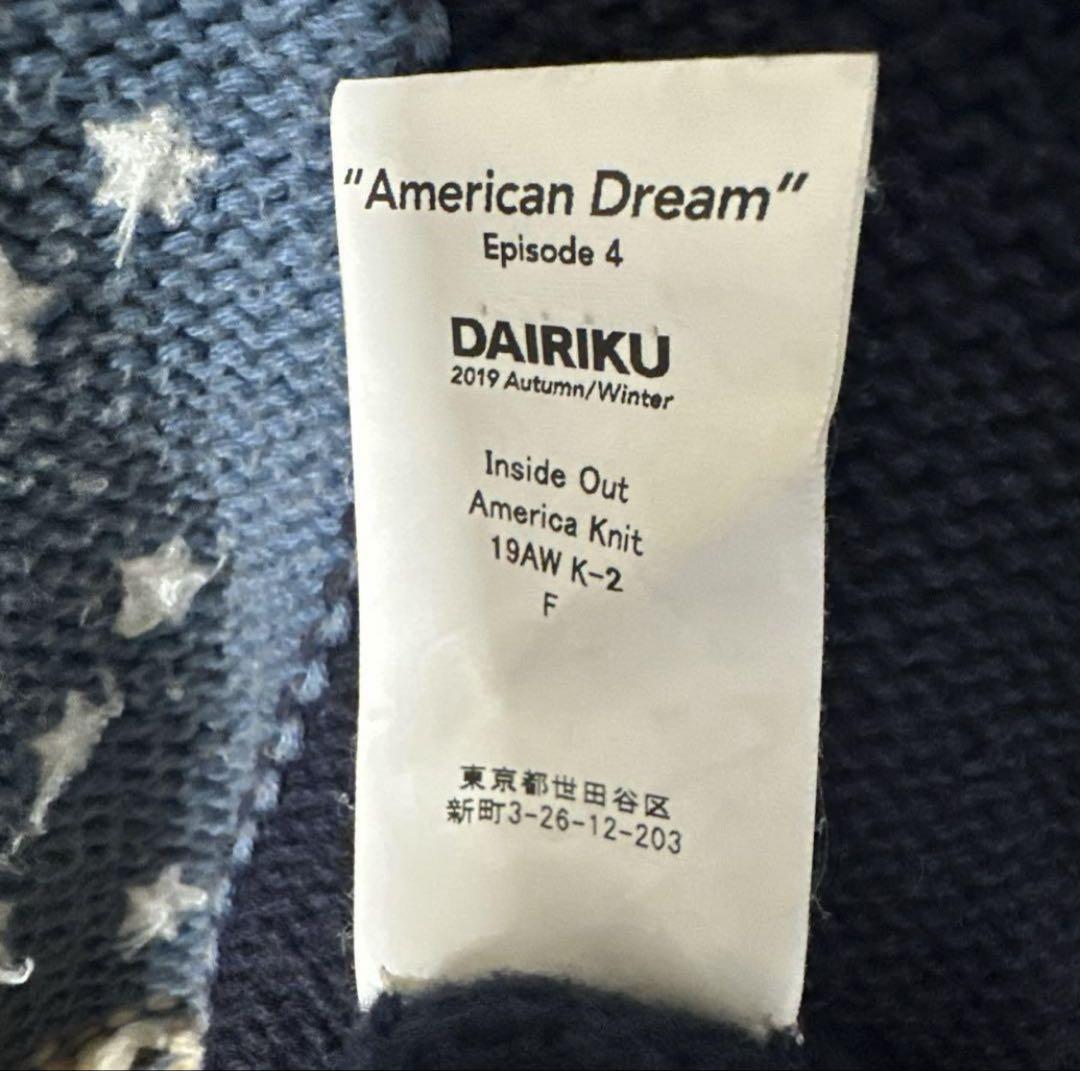 “American Dream”
Episode 4
DAIRIKU
2019 Autumn/Winter
Inside Out
America Knit
19AW K-2
F
東京都世田谷区
新町3-26-12-203